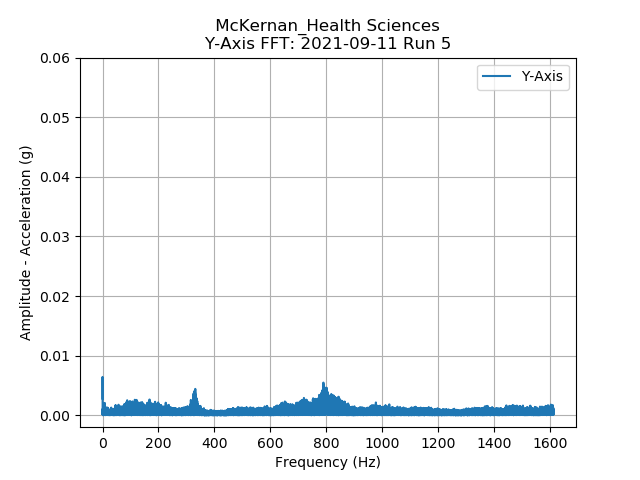 McKernan_Health Sciences
Y-Axis FFT: 2021-09-11 Run 5
Y-Axis
0.06
0.05
0.04
0.03
0.02
0.01
0.00
Amplitude - Acceleration (g)
0 200 400 600 800 1000 1200 1400 1600
Frequency (Hz)